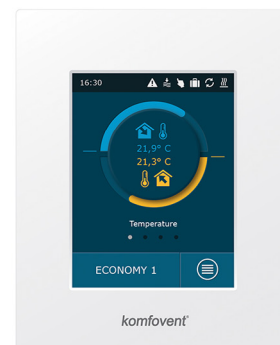 16:30
21,9° C
21,3° C
Temperature
ECONOMY 1
komfovent